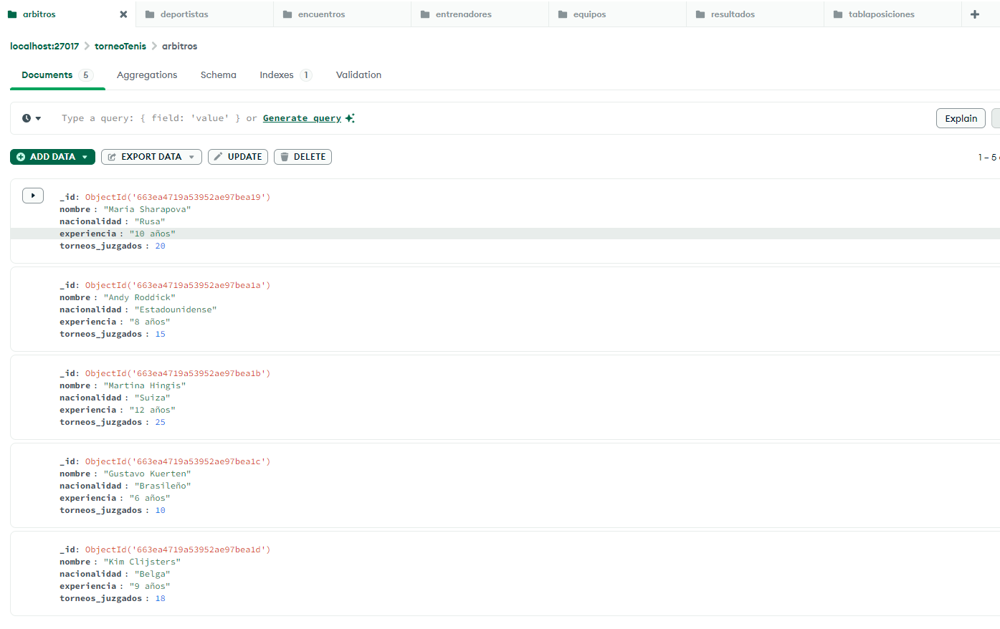 arbitros
deportistas
encuentros
entrenadores
equipos
resultados
tablaposiciones
localhost:27017 > torneoTenis > arbitros
Documents 5 Aggregations Schema Indexes 1 Validation
Type a query: { field: 'value' } or Generate query
Explain
ADD DATA EXPORT DATA UPDATE DELETE
1 – 5
_id: ObjectId('663ea4719a53952ae97bea19')
nombre : "Maria Sharapova"
nacionalidad : "Rusa"
experiencia : "10 años"
torneos_juzgados : 20
_id: ObjectId('663ea4719a53952ae97bea1a')
nombre : "Andy Roddick"
nacionalidad : "Estadounidense"
experiencia : "8 años"
torneos_juzgados : 15
_id: ObjectId('663ea4719a53952ae97bea1b')
nombre : "Martina Hingis"
nacionalidad : "Suiza"
experiencia : "12 años"
torneos_juzgados : 25
_id: ObjectId('663ea4719a53952ae97bea1c')
nombre : "Gustavo Kuerten"
nacionalidad : "Brasileño"
experiencia : "6 años"
torneos_juzgados : 10
_id: ObjectId('663ea4719a53952ae97bea1d')
nombre : "Kim Clijsters"
nacionalidad : "Belga"
experiencia : "9 años"
torneos_juzgados : 18